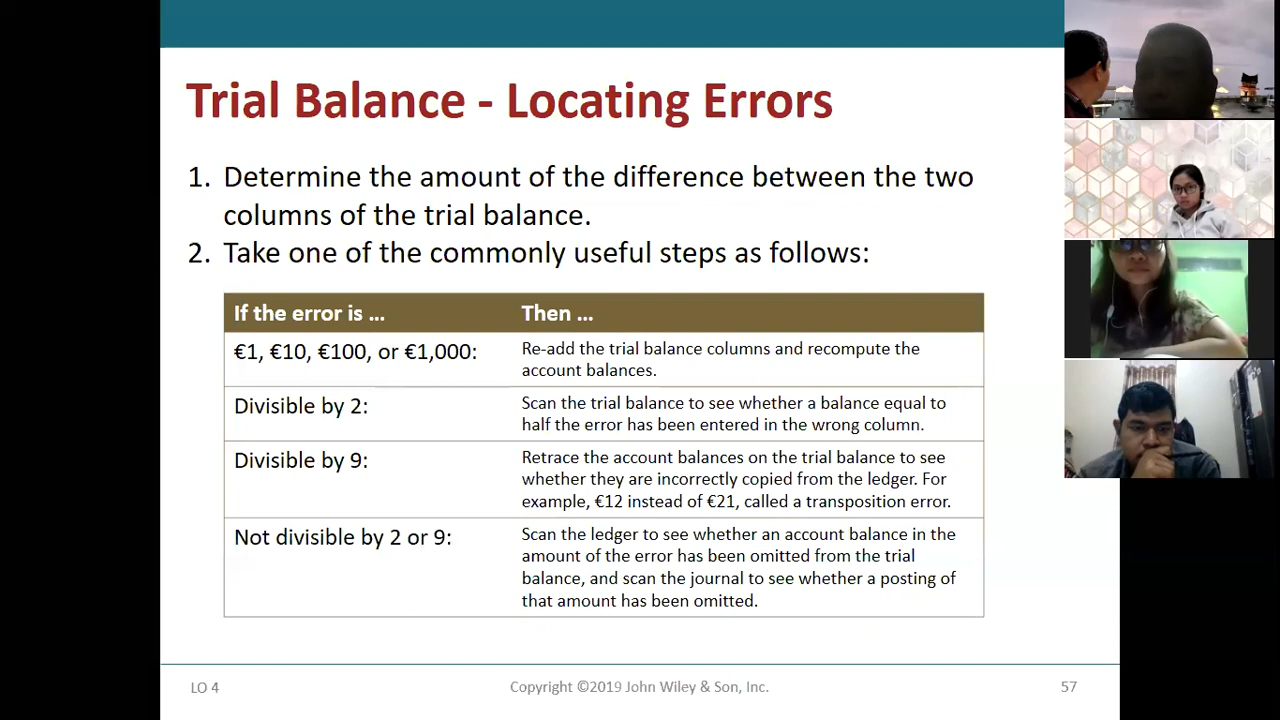 Trial Balance - Locating Errors
1. Determine the amount of the difference between the two
columns of the trial balance.
2. Take one of the commonly useful steps as follows:
If the error is ... Then ...
€1, €10, €100, or €1,000: Re-add the trial balance columns and recompute the
account balances.
Divisible by 2: Scan the trial balance to see whether a balance equal to
half the error has been entered in the wrong column.
Divisible by 9: Retrace the account balances on the trial balance to see
whether they are incorrectly copied from the ledger. For
example, €12 instead of €21, called a transposition error.
Not divisible by 2 or 9: Scan the ledger to see whether an account balance in the
amount of the error has been omitted from the trial
balance, and scan the journal to see whether a posting of
that amount has been omitted.
LO 4 Copyright ©2019 John Wiley & Son, Inc. 57